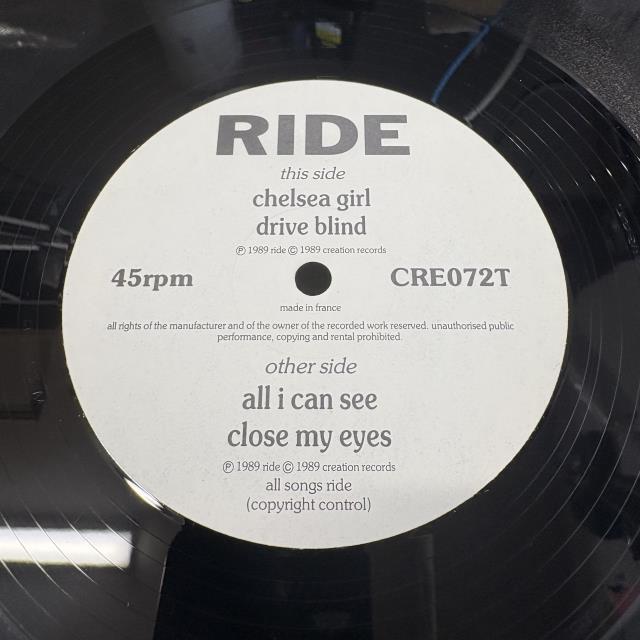 RIDE
this side
chelsea girl
drive blind
Ⓟ 1989 ride © 1989 creation records
45rpm
CRE072T
made in france
all rights of the manufacturer and of the owner of the recorded work reserved. unauthorised public
performance, copying and rental prohibited.
other side
all i can see
close my eyes
Ⓟ 1989 ride © 1989 creation records
all songs ride
(copyright control)